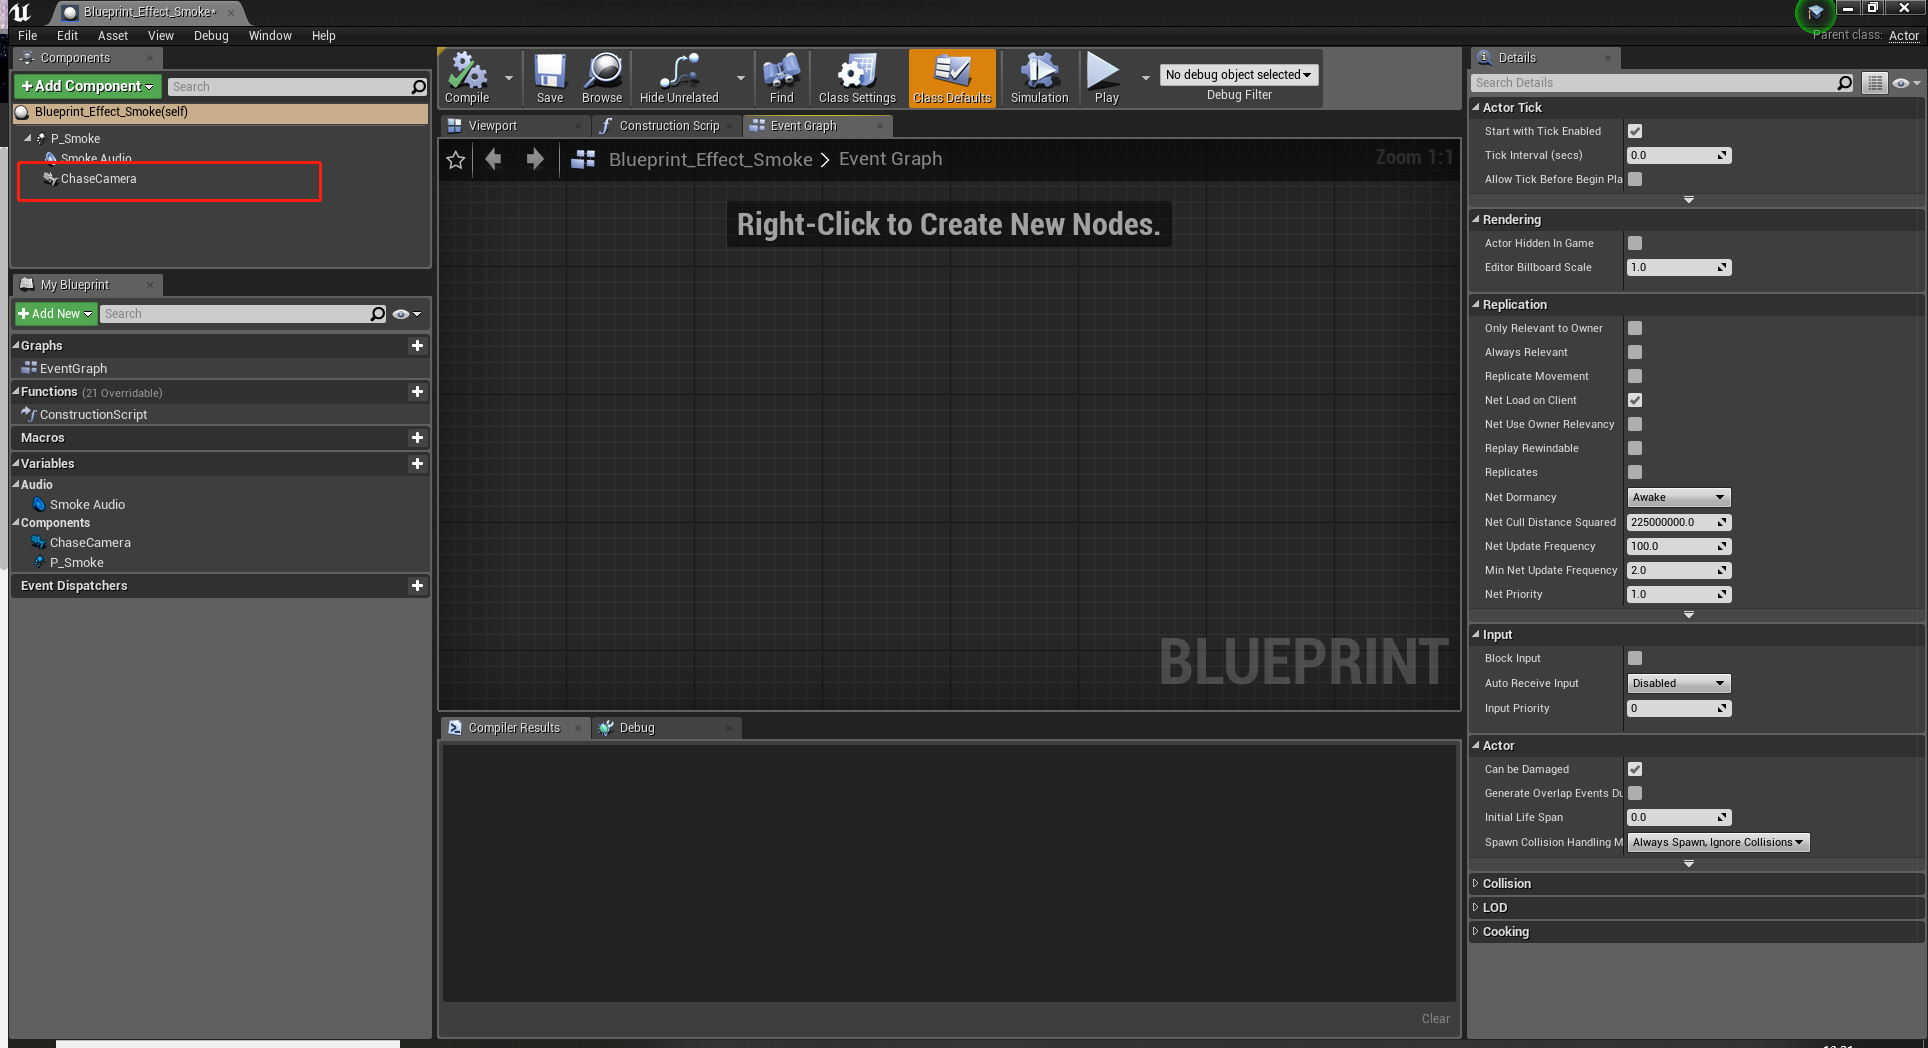 Blueprint_Effect_Smoke*
File Edit Asset View Debug Window Help
Parent class: Actor
Components
+Add Component
Search
Blueprint_Effect_Smoke(self)
P_Smoke
Smoke Audio
ChaseCamera
My Blueprint
+Add New
Search
Graphs
EventGraph
Functions (21 Overridable)
ConstructionScript
Macros
Variables
Audio
Smoke Audio
Components
ChaseCamera
P_Smoke
Event Dispatchers
Compile
Save
Browse
Hide Unrelated
Find
Class Settings
Class Defaults
Simulation
Play
No debug object selected
Debug Filter
Viewport
Construction Scrip
Event Graph
Blueprint_Effect_Smoke > Event Graph
Zoom 1:1
Right-Click to Create New Nodes.
BLUEPRINT
Compiler Results
Debug
Clear
Details
Search Details
Actor Tick
Start with Tick Enabled
Tick Interval (secs) 0.0
Allow Tick Before Begin Pla
Rendering
Actor Hidden In Game
Editor Billboard Scale 1.0
Replication
Only Relevant to Owner
Always Relevant
Replicate Movement
Net Load on Client
Net Use Owner Relevancy
Replay Rewindable
Replicates
Net Dormancy Awake
Net Cull Distance Squared 225000000.0
Net Update Frequency 100.0
Min Net Update Frequency 2.0
Net Priority 1.0
Input
Block Input
Auto Receive Input Disabled
Input Priority 0
Actor
Can be Damaged
Generate Overlap Events Du
Initial Life Span 0.0
Spawn Collision Handling M Always Spawn, Ignore Collisions
Collision
LOD
Cooking